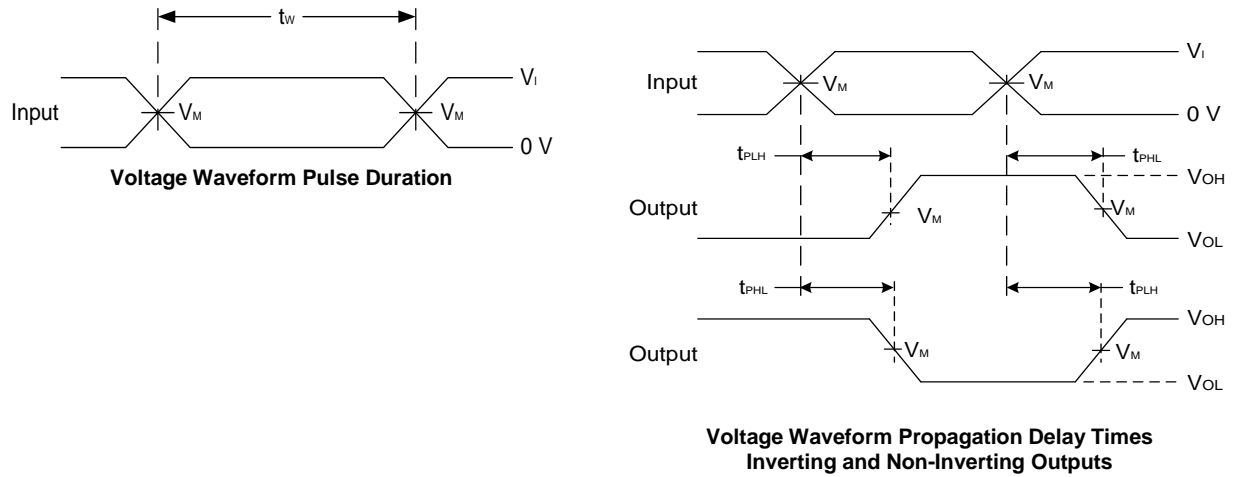 tW
Input
VM
VM
VI
0 V
Voltage Waveform Pulse Duration
Input
VM
VM
VI
0 V
tPLH
tPHL
Output
VM
VM
VOH
VOL
tPHL
tPLH
Output
VM
VM
VOH
VOL
Voltage Waveform Propagation Delay Times
Inverting and Non-Inverting Outputs